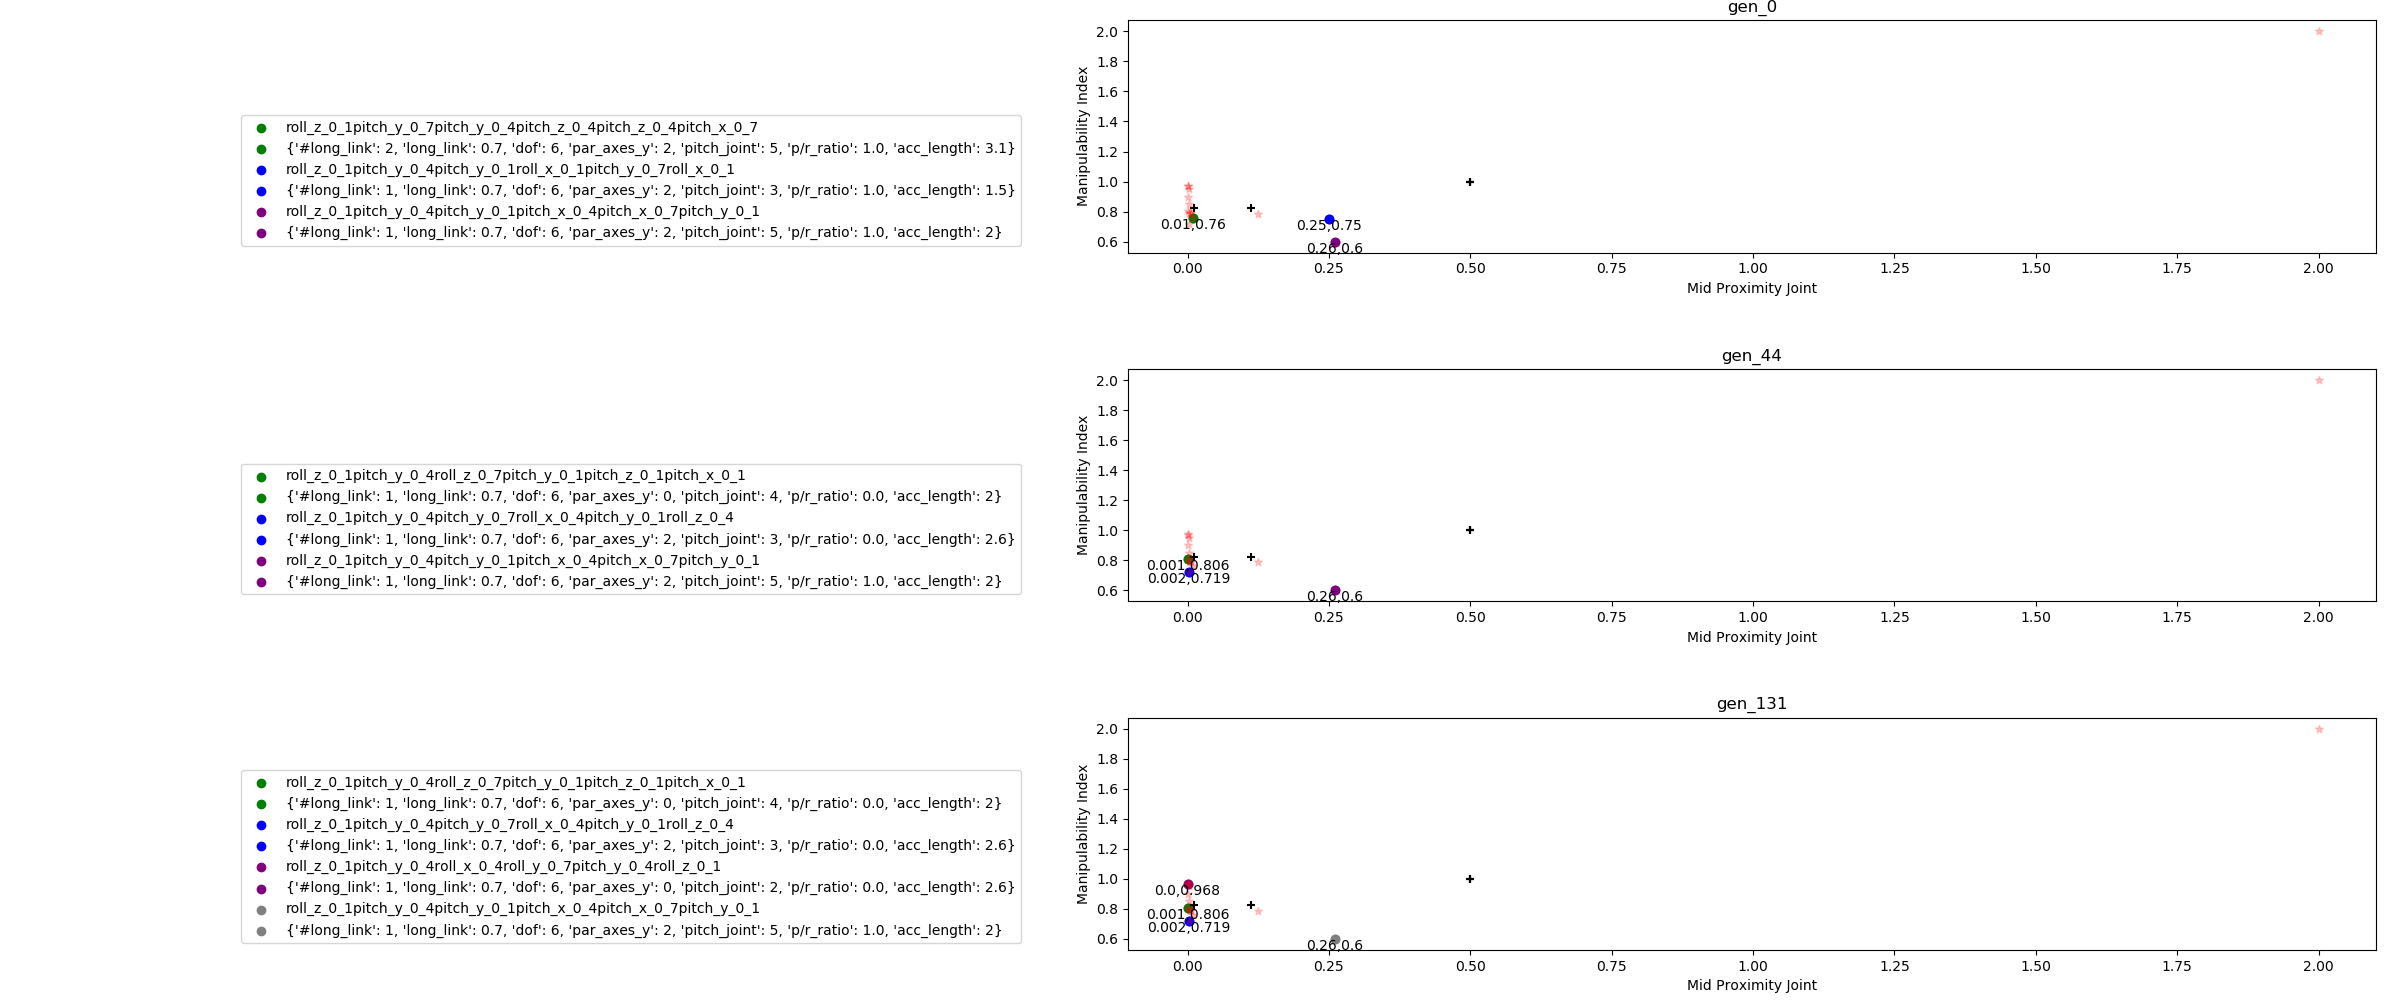 gen_0
roll_z_0_1pitch_y_0_7pitch_y_0_4pitch_z_0_4pitch_z_0_4pitch_x_0_7
{'#long_link': 2, 'long_link': 0.7, 'dof': 6, 'par_axes_y': 2, 'pitch_joint': 5, 'p/r_ratio': 1.0, 'acc_length': 3.1}
roll_z_0_1pitch_y_0_4pitch_y_0_1roll_x_0_1pitch_y_0_7roll_x_0_1
{'#long_link': 1, 'long_link': 0.7, 'dof': 6, 'par_axes_y': 2, 'pitch_joint': 3, 'p/r_ratio': 1.0, 'acc_length': 1.5}
roll_z_0_1pitch_y_0_4pitch_y_0_1pitch_x_0_4pitch_x_0_7pitch_y_0_1
{'#long_link': 1, 'long_link': 0.7, 'dof': 6, 'par_axes_y': 2, 'pitch_joint': 5, 'p/r_ratio': 1.0, 'acc_length': 2}
Manipulability Index
2.0
1.8
1.6
1.4
1.2
1.0
0.8
0.6
0.01,0.76
0.25,0.75
0.26,0.6
0.00 0.25 0.50 0.75 1.00 1.25 1.50 1.75 2.00
Mid Proximity Joint
gen_44
roll_z_0_1pitch_y_0_4roll_z_0_7pitch_y_0_1pitch_z_0_1pitch_x_0_1
{'#long_link': 1, 'long_link': 0.7, 'dof': 6, 'par_axes_y': 0, 'pitch_joint': 4, 'p/r_ratio': 0.0, 'acc_length': 2}
roll_z_0_1pitch_y_0_4pitch_y_0_7roll_x_0_4pitch_y_0_1roll_z_0_4
{'#long_link': 1, 'long_link': 0.7, 'dof': 6, 'par_axes_y': 2, 'pitch_joint': 3, 'p/r_ratio': 0.0, 'acc_length': 2.6}
roll_z_0_1pitch_y_0_4pitch_y_0_1pitch_x_0_4pitch_x_0_7pitch_y_0_1
{'#long_link': 1, 'long_link': 0.7, 'dof': 6, 'par_axes_y': 2, 'pitch_joint': 5, 'p/r_ratio': 1.0, 'acc_length': 2}
Manipulability Index
2.0
1.8
1.6
1.4
1.2
1.0
0.8
0.6
0.001,0.806
0.002,0.719
0.26,0.6
0.00 0.25 0.50 0.75 1.00 1.25 1.50 1.75 2.00
Mid Proximity Joint
gen_131
roll_z_0_1pitch_y_0_4roll_z_0_7pitch_y_0_1pitch_z_0_1pitch_x_0_1
{'#long_link': 1, 'long_link': 0.7, 'dof': 6, 'par_axes_y': 0, 'pitch_joint': 4, 'p/r_ratio': 0.0, 'acc_length': 2}
roll_z_0_1pitch_y_0_4pitch_y_0_7roll_x_0_4pitch_y_0_1roll_z_0_4
{'#long_link': 1, 'long_link': 0.7, 'dof': 6, 'par_axes_y': 2, 'pitch_joint': 3, 'p/r_ratio': 0.0, 'acc_length': 2.6}
roll_z_0_1pitch_y_0_4roll_x_0_4roll_y_0_7pitch_y_0_4roll_z_0_1
{'#long_link': 1, 'long_link': 0.7, 'dof': 6, 'par_axes_y': 0, 'pitch_joint': 2, 'p/r_ratio': 0.0, 'acc_length': 2.6}
roll_z_0_1pitch_y_0_4pitch_y_0_1pitch_x_0_4pitch_x_0_7pitch_y_0_1
{'#long_link': 1, 'long_link': 0.7, 'dof': 6, 'par_axes_y': 2, 'pitch_joint': 5, 'p/r_ratio': 1.0, 'acc_length': 2}
Manipulability Index
2.0
1.8
1.6
1.4
1.2
1.0
0.8
0.6
0.0,0.968
0.001,0.806
0.002,0.719
0.26,0.6
0.00 0.25 0.50 0.75 1.00 1.25 1.50 1.75 2.00
Mid Proximity Joint